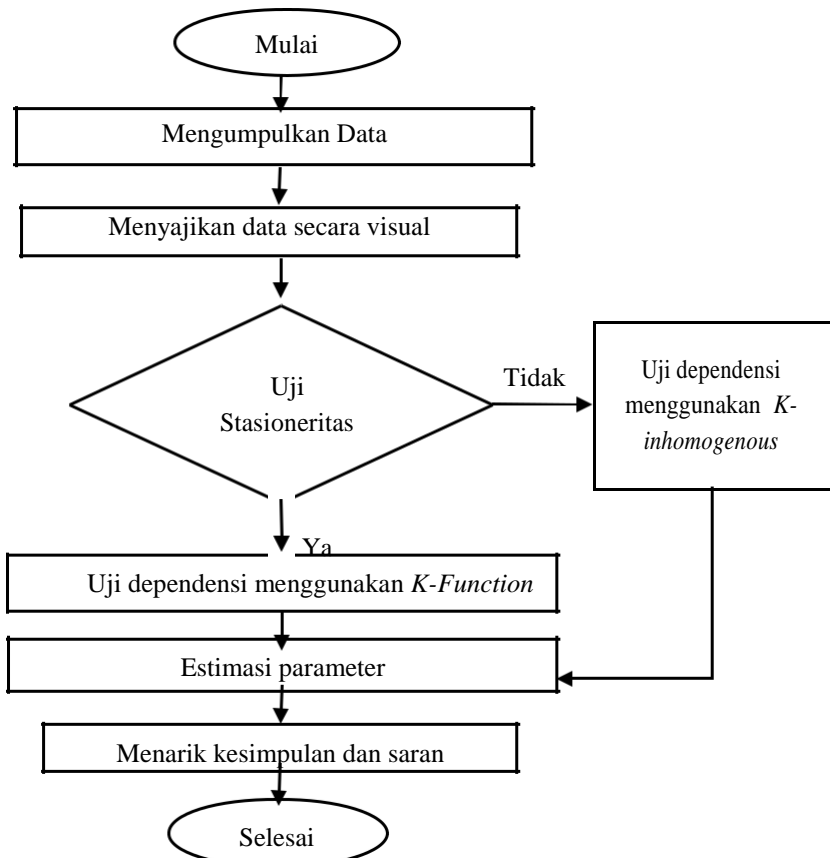 Mulai
Mengumpulkan Data
Menyajikan data secara visual
Uji
Stasioneritas
Tidak
Uji dependensi
menggunakan K-
inhomogenous
Ya
Uji dependensi menggunakan K-Function
Estimasi parameter
Menarik kesimpulan dan saran
Selesai